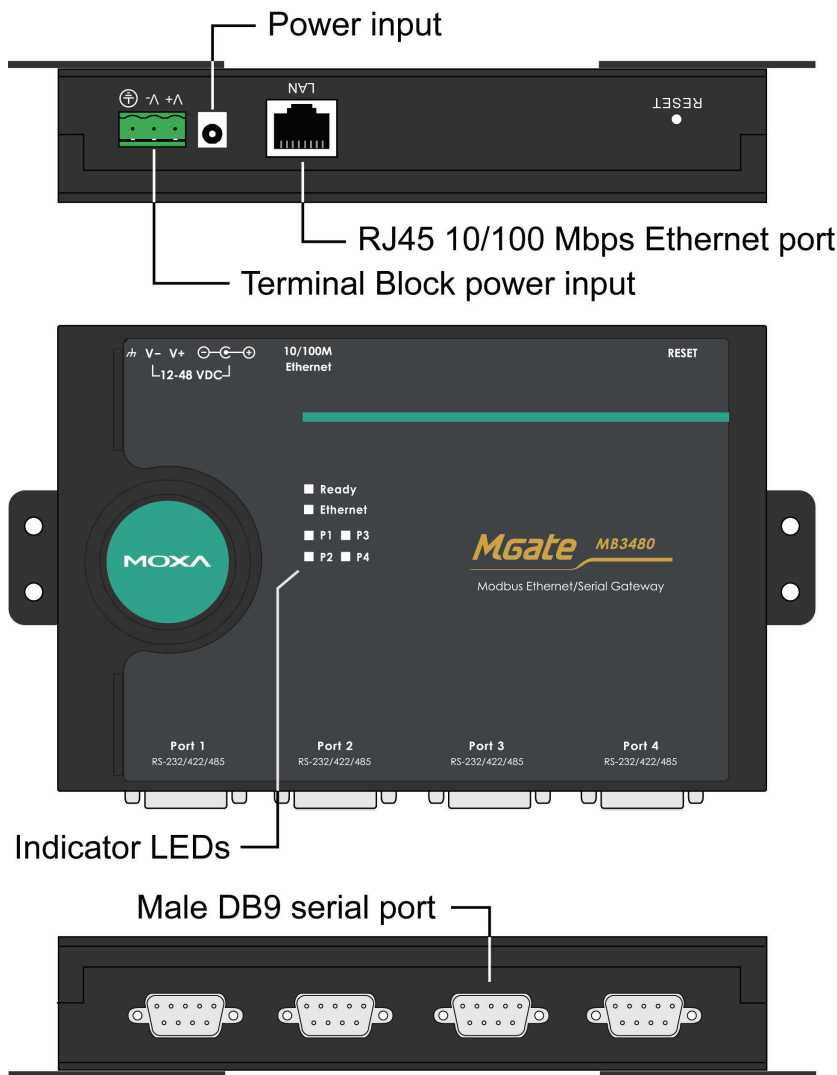 Power input
V- V+
LAN
RESET
RJ45 10/100 Mbps Ethernet port
Terminal Block power input
V- V+
12-48 VDC
10/100M
Ethernet
RESET
Ready
Ethernet
P1 P3
P2 P4
MOXA
MGate MB3480
Modbus Ethernet/Serial Gateway
Port 1
RS-232/422/485
Port 2
RS-232/422/485
Port 3
RS-232/422/485
Port 4
RS-232/422/485
Indicator LEDs
Male DB9 serial port